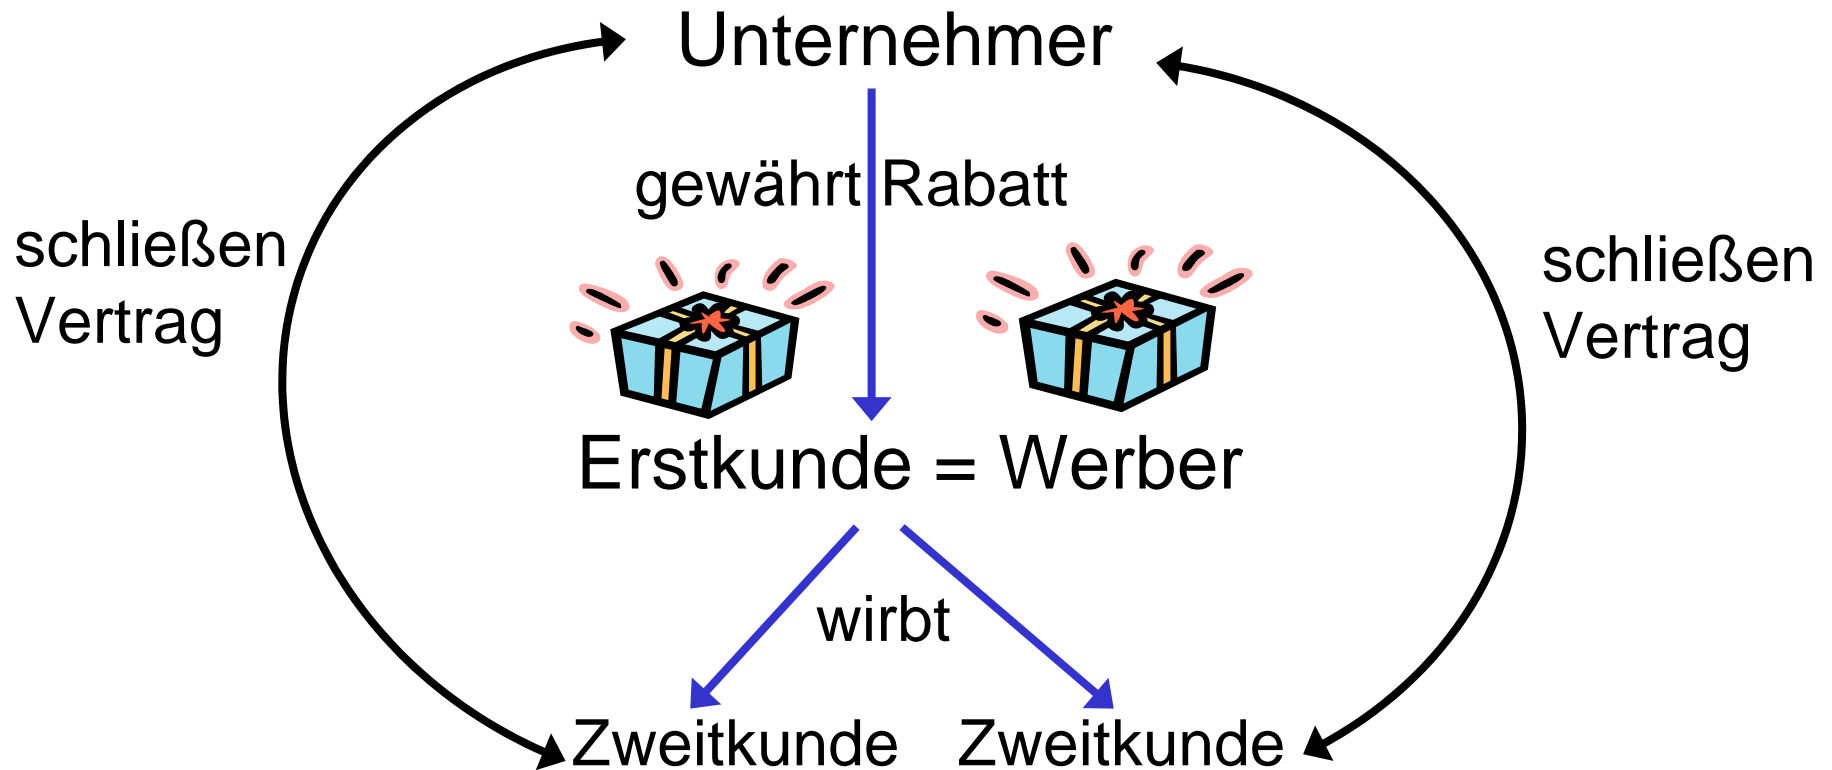 Unternehmer
gewährt Rabatt
schließen
Vertrag
schließen
Vertrag
Erstkunde = Werber
wirbt
Zweitkunde Zweitkunde